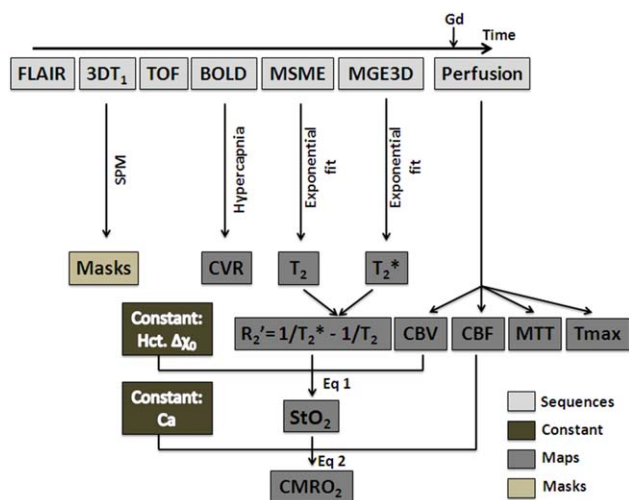 Gd
Time
FLAIR 3DT₁ TOF BOLD MSME MGE3D Perfusion
SPM
Hypercapnia
Exponential fit
Exponential fit
Masks CVR T₂ T₂*
Constant:
Hct. Δχ₀
R₂'= 1/T₂* - 1/T₂ CBV CBF MTT Tmax
Eq 1
Constant:
Ca
StO₂
Eq 2
CMRO₂
Sequences
Constant
Maps
Masks